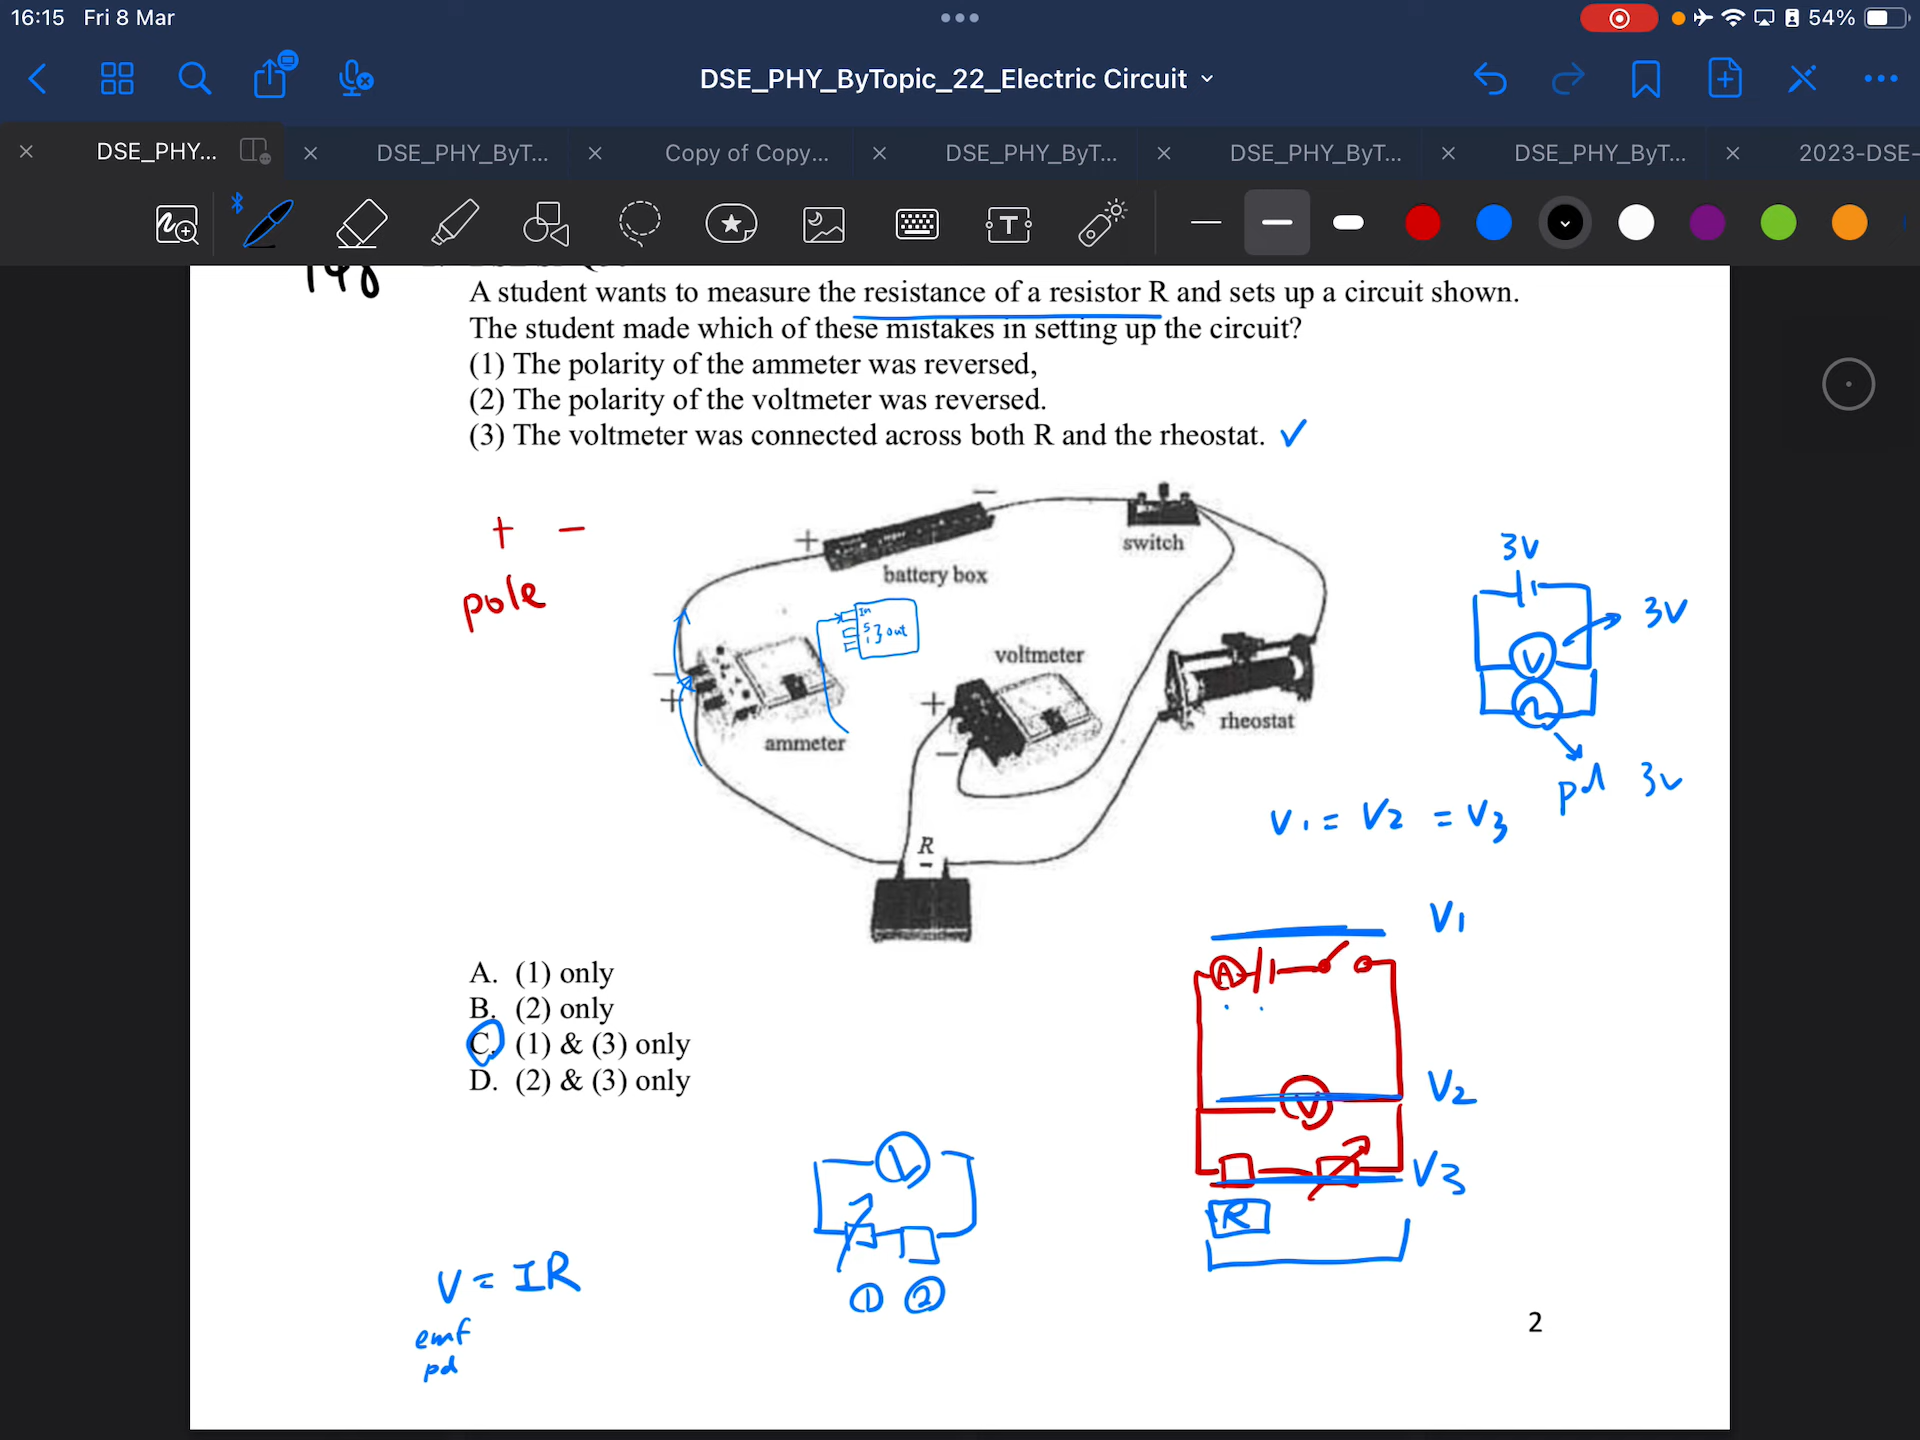 16:15 Fri 8 Mar
54%
DSE_PHY_ByTopic_22_Electric Circuit
DSE_PHY...
DSE_PHY_ByT...
Copy of Copy...
DSE_PHY_ByT...
DSE_PHY_ByT...
DSE_PHY_ByT...
2023-DSE-
A student wants to measure the resistance of a resistor R and sets up a circuit shown.
The student made which of these mistakes in setting up the circuit?
(1) The polarity of the ammeter was reversed,
(2) The polarity of the voltmeter was reversed.
(3) The voltmeter was connected across both R and the rheostat. ✓
+ −
pole
+ −
battery box
switch
In
5
1 } out
− +
ammeter
voltmeter
+ −
rheostat
R
3V
V
3V
pd 3V
V1 = V2 = V3
A. (1) only
B. (2) only
C. (1) & (3) only
D. (2) & (3) only
V1
A
V
V2
V3
R
① ②
V = IR
emf
pd
2